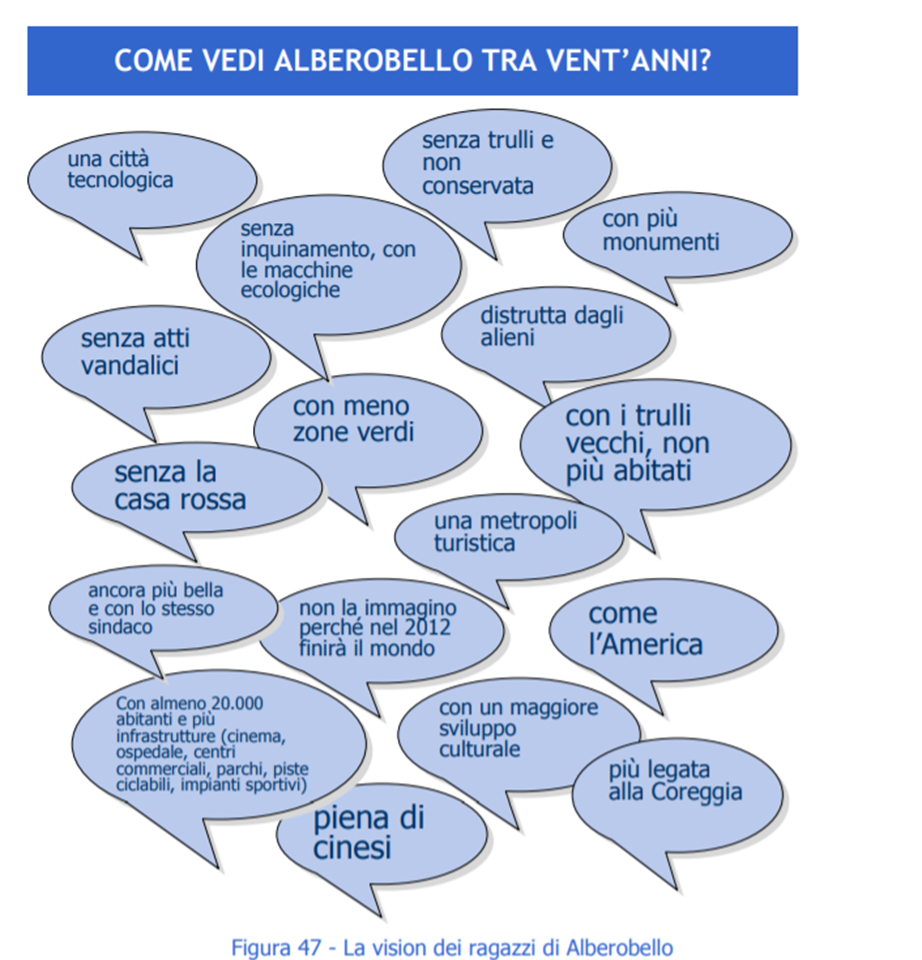 COME VEDI ALBEROBELLO TRA VENT'ANNI?
una città
tecnologica
senza trulli e
non
conservata
con più
monumenti
senza
inquinamento, con
le macchine
ecologiche
distrutta dagli
alieni
senza atti
vandalici
con meno
zone verdi
con i trulli
vecchi, non
più abitati
senza la
casa rossa
una metropoli
turistica
ancora più bella
e con lo stesso
sindaco
non la immagino
perché nel 2012
finirà il mondo
come
l'America
Con almeno 20.000
abitanti e più
infrastrutture (cinema,
ospedale, centri
commerciali, parchi, piste
ciclabili, impianti sportivi)
con un maggiore
sviluppo
culturale
più legata
alla Coreggia
piena di
cinesi
Figura 47 - La vision dei ragazzi di Alberobello